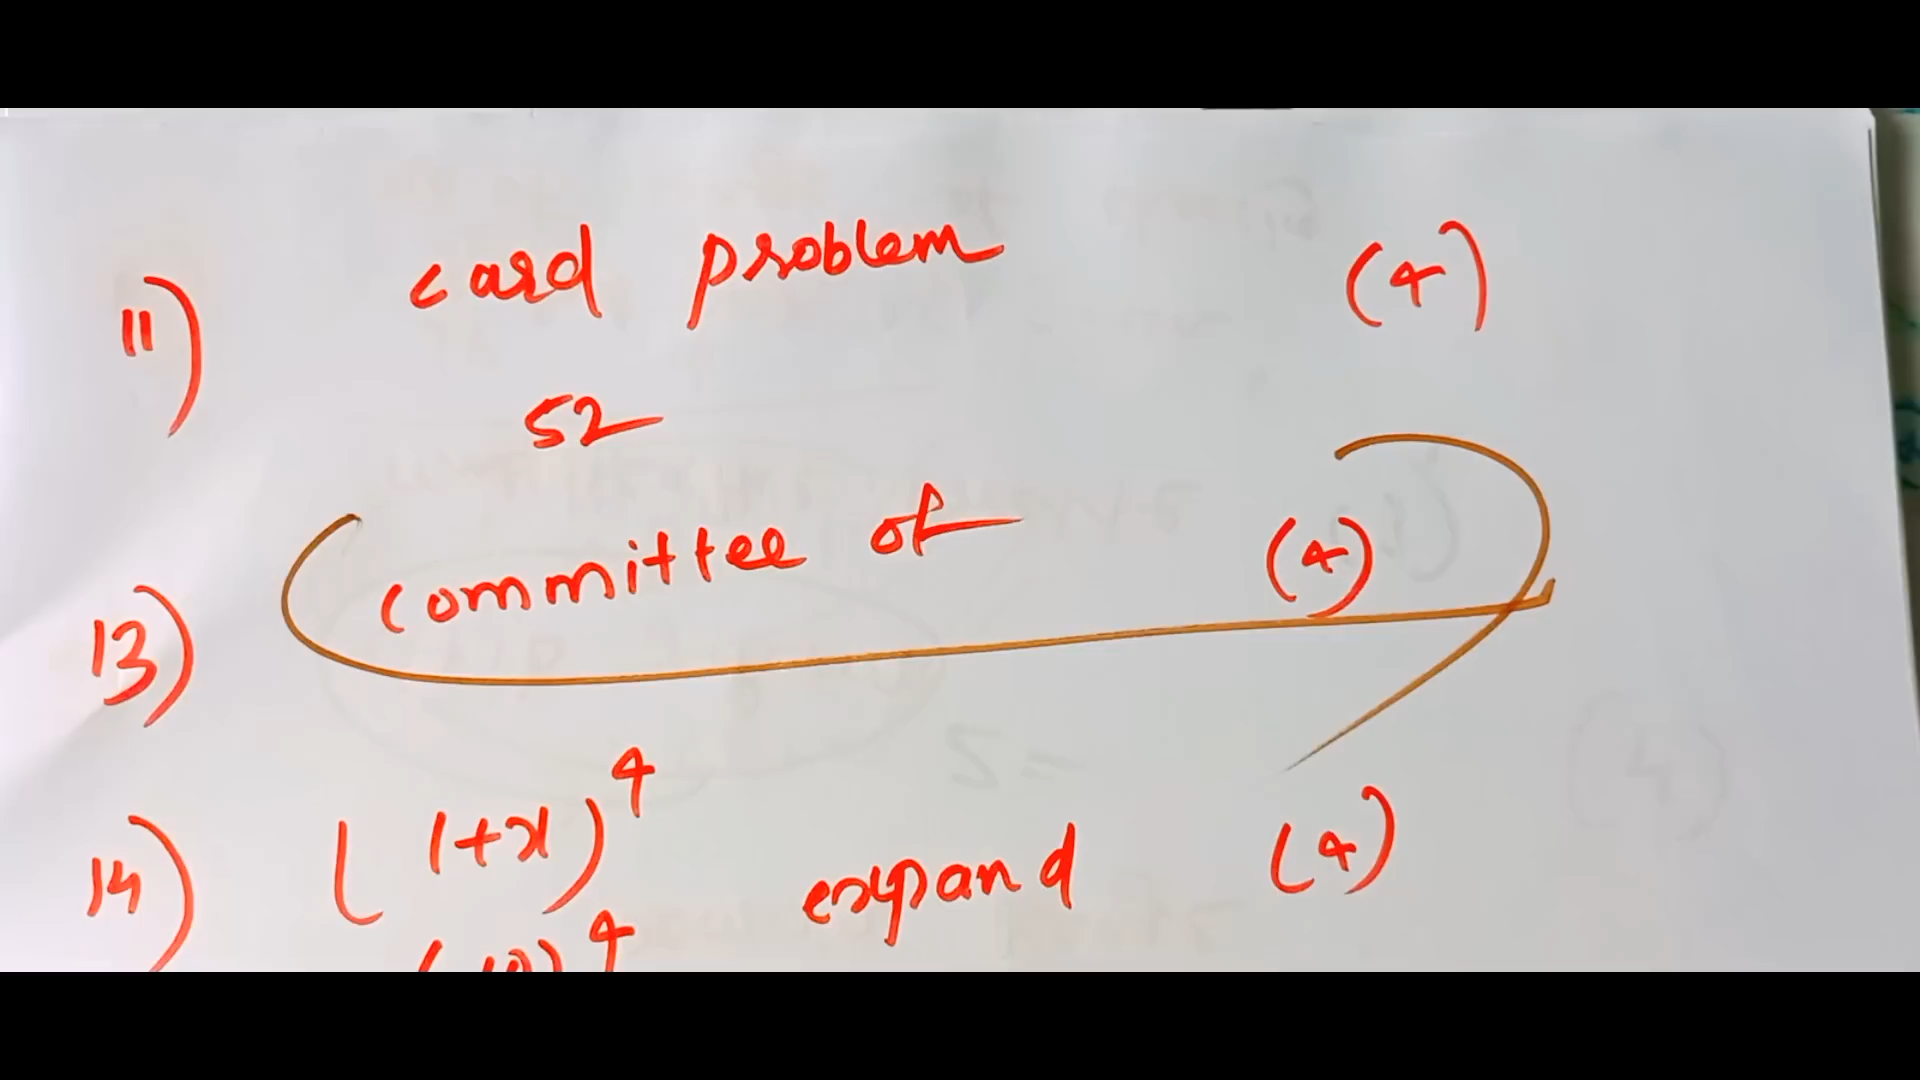 11) card problem (4)
52
13) committee of (4)
14) (1+x)^4 expand (4)